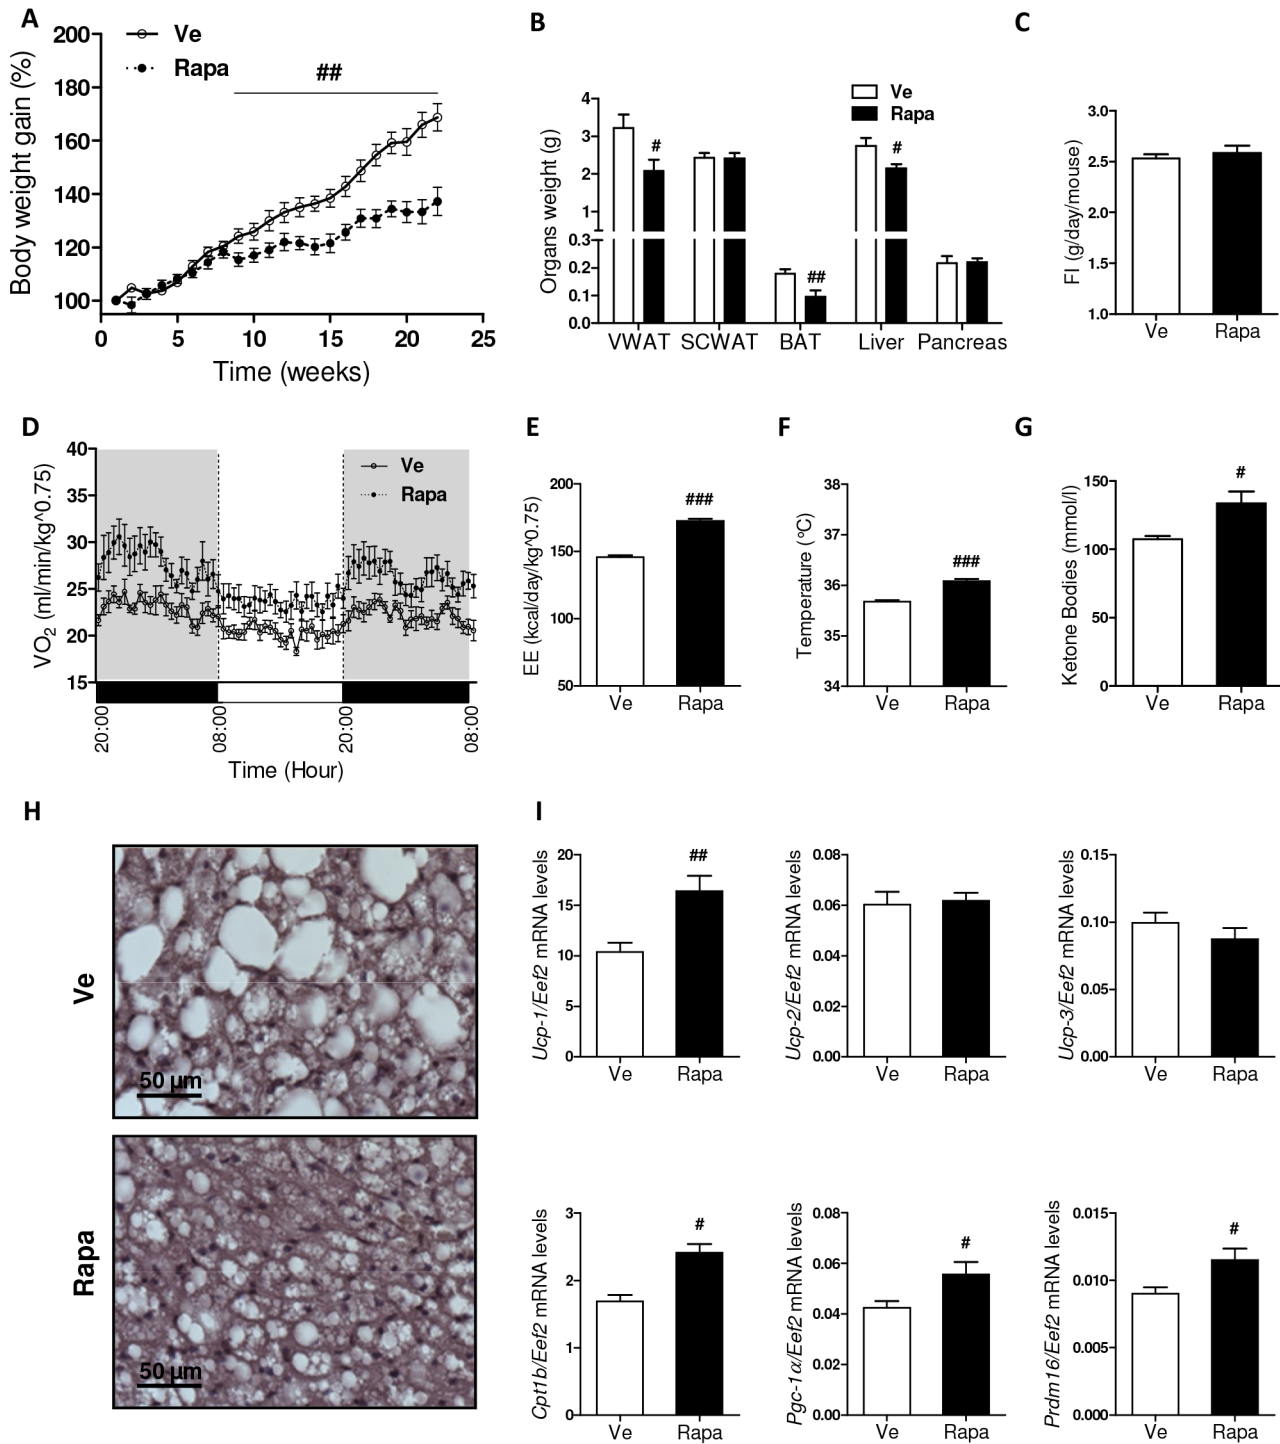 A
Body weight gain (%)
200
180
160
140
120
100
Ve
Rapa
##
0 5 10 15 20 25
Time (weeks)
B
Organs weight (g)
4
3
2
1
0.3
0.2
0.1
0.0
Ve
Rapa
#
##
#
VWAT SCWAT BAT Liver Pancreas
C
FI (g/day/mouse)
3.0
2.5
2.0
1.5
1.0
Ve Rapa
D
VO2 (ml/min/kg^0.75)
40
35
30
25
20
15
Ve
Rapa
20:00 08:00 20:00 08:00
Time (Hour)
E
EE (kcal/day/kg^0.75)
200
150
100
50
###
Ve Rapa
F
Temperature (°C)
38
37
36
35
34
###
Ve Rapa
G
Ketone Bodies (mmol/l)
150
100
50
0
#
Ve Rapa
H
Ve
50 µm
Rapa
50 µm
I
Ucp-1/Eef2 mRNA levels
20
15
10
5
0
##
Ve Rapa
Ucp-2/Eef2 mRNA levels
0.08
0.06
0.04
0.02
0.00
Ve Rapa
Ucp-3/Eef2 mRNA levels
0.15
0.10
0.05
0.00
Ve Rapa
Cpt1b/Eef2 mRNA levels
3
2
1
0
#
Ve Rapa
Pgc-1α/Eef2 mRNA levels
0.08
0.06
0.04
0.02
0.00
#
Ve Rapa
Prdm16/Eef2 mRNA levels
0.015
0.010
0.005
0.000
#
Ve Rapa